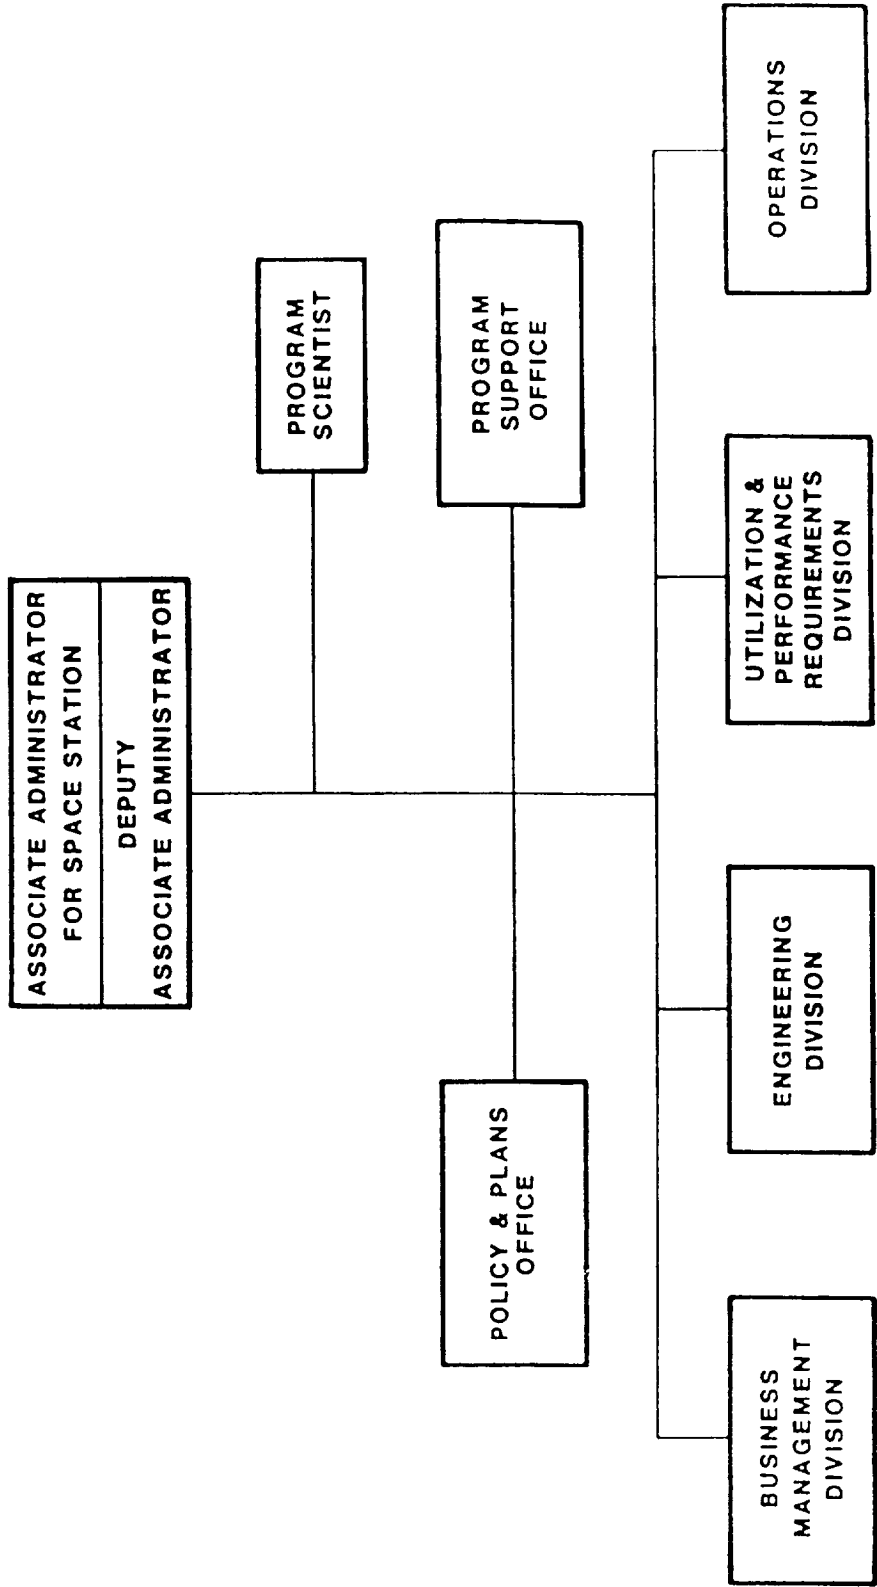 ASSOCIATE ADMINISTRATOR
FOR SPACE STATION
DEPUTY
ASSOCIATE ADMINISTRATOR
PROGRAM
SCIENTIST
POLICY & PLANS
OFFICE
PROGRAM
SUPPORT
OFFICE
BUSINESS
MANAGEMENT
DIVISION
ENGINEERING
DIVISION
UTILIZATION &
PERFORMANCE
REQUIREMENTS
DIVISION
OPERATIONS
DIVISION